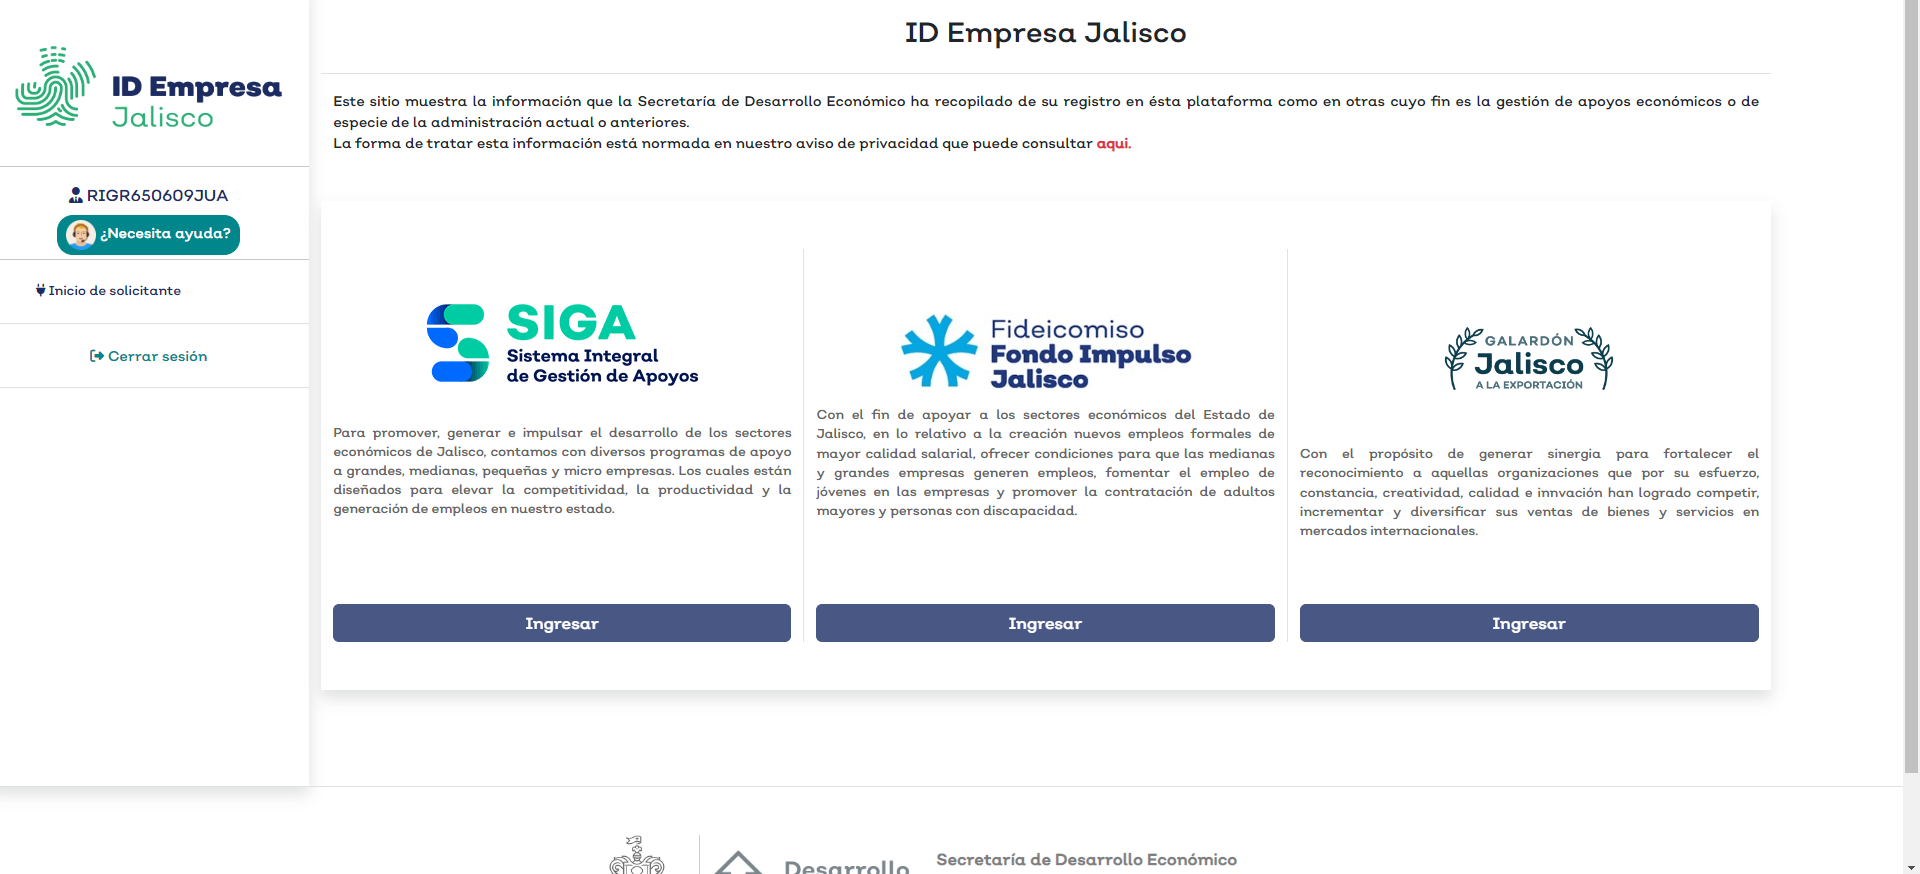 ID Empresa
Jalisco
RIGR650609JUA
¿Necesita ayuda?
Inicio de solicitante
Cerrar sesión
ID Empresa Jalisco
Este sitio muestra la información que la Secretaría de Desarrollo Económico ha recopilado de su registro en ésta plataforma como en otras cuyo fin es la gestión de apoyos económicos o de
especie de la administración actual o anteriores.
La forma de tratar esta información está normada en nuestro aviso de privacidad que puede consultar aqui.
SIGA
Sistema Integral
de Gestión de Apoyos
Para promover, generar e impulsar el desarrollo de los sectores
económicos de Jalisco, contamos con diversos programas de apoyo
a grandes, medianas, pequeñas y micro empresas. Los cuales están
diseñados para elevar la competitividad, la productividad y la
generación de empleos en nuestro estado.
Ingresar
Fideicomiso
Fondo Impulso
Jalisco
Con el fin de apoyar a los sectores económicos del Estado de
Jalisco, en lo relativo a la creación nuevos empleos formales de
mayor calidad salarial, ofrecer condiciones para que las medianas
y grandes empresas generen empleos, fomentar el empleo de
jóvenes en las empresas y promover la contratación de adultos
mayores y personas con discapacidad.
Ingresar
GALARDÓN
Jalisco
A LA EXPORTACIÓN
Con el propósito de generar sinergia para fortalecer el
reconocimiento a aquellas organizaciones que por su esfuerzo,
constancia, creatividad, calidad e imnvación han logrado competir,
incrementar y diversificar sus ventas de bienes y servicios en
mercados internacionales.
Ingresar
Desarrollo
Secretaría de Desarrollo Económico